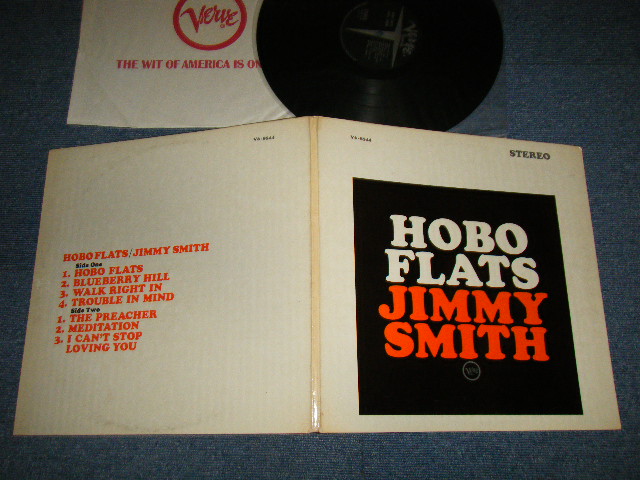 Verve
THE WIT OF AMERICA IS ON
V6-8544
HOBO FLATS/JIMMY SMITH
Side One
1. HOBO FLATS
2. BLUEBERRY HILL
3. WALK RIGHT IN
4. TROUBLE IN MIND
Side Two
1. THE PREACHER
2. MEDITATION
3. I CAN'T STOP
LOVING YOU
V6-8544
STEREO
HOBO
FLATS
JIMMY
SMITH
Verve